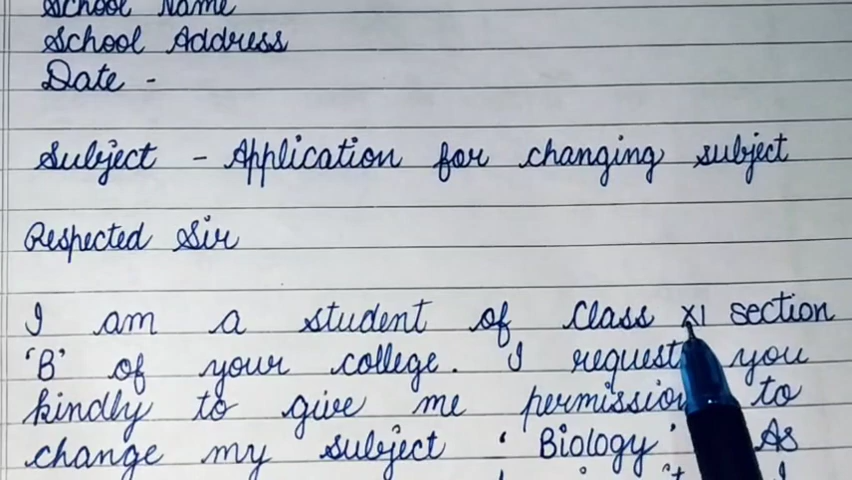 School Name
School Address
Date -
Subject - Application for changing subject
Respected Sir
I am a student of class XI section
'B' of your college. I request you
kindly to give me permission to
change my subject 'Biology' As